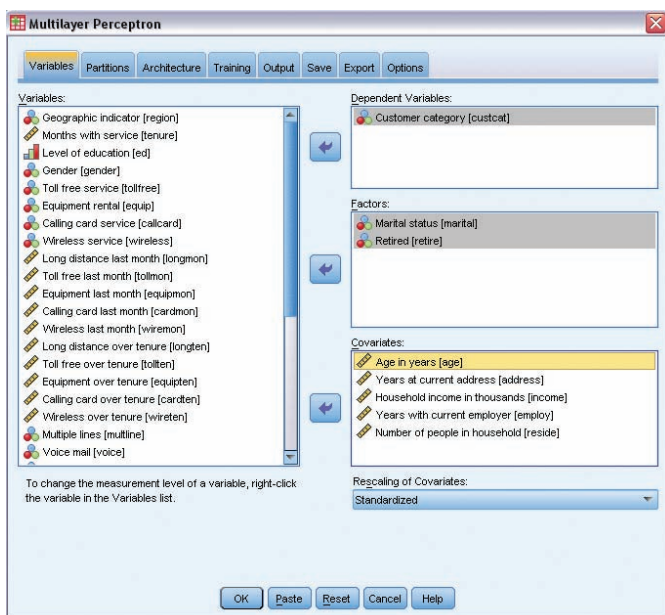 Multilayer Perceptron
Variables Partitions Architecture Training Output Save Export Options
Variables:
Geographic indicator [region]
Months with service [tenure]
Level of education [ed]
Gender [gender]
Toll free service [tollfree]
Equipment rental [equip]
Calling card service [callcard]
Wireless service [wireless]
Long distance last month [longmon]
Toll free last month [tollmon]
Equipment last month [equipmon]
Calling card last month [cardmon]
Wireless last month [wiremon]
Long distance over tenure [longten]
Toll free over tenure [tollten]
Equipment over tenure [equipten]
Calling card over tenure [cardten]
Wireless over tenure [wireten]
Multiple lines [multline]
Voice mail [voice]
To change the measurement level of a variable, right-click
the variable in the Variables list.
Dependent Variables:
Customer category [custcat]
Factors:
Marital status [marital]
Retired [retire]
Covariates:
Age in years [age]
Years at current address [address]
Household income in thousands [income]
Years with current employer [employ]
Number of people in household [reside]
Rescaling of Covariates:
Standardized
OK Paste Reset Cancel Help